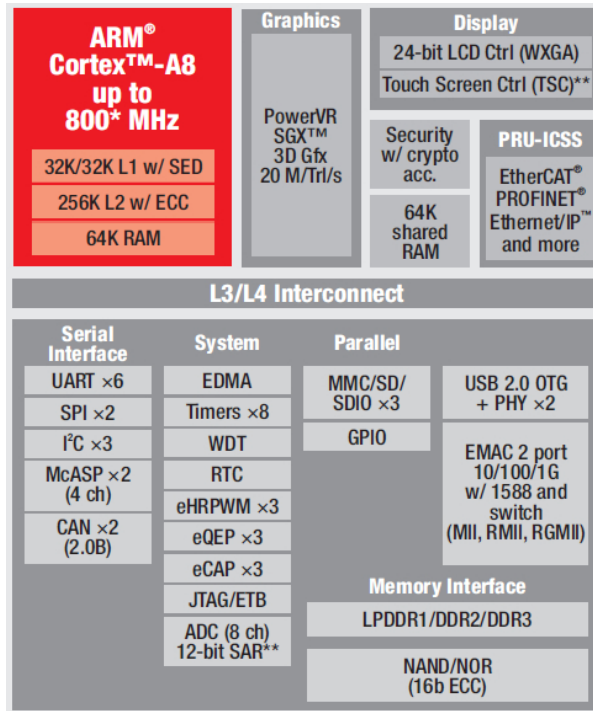 ARM®
Cortex™-A8
up to
800* MHz
32K/32K L1 w/ SED
256K L2 w/ ECC
64K RAM
Graphics
PowerVR
SGX™
3D Gfx
20 M/Trl/s
Display
24-bit LCD Ctrl (WXGA)
Touch Screen Ctrl (TSC)**
Security
w/ crypto
acc.
64K
shared
RAM
PRU-ICSS
EtherCAT®
PROFINET®
Ethernet/IP™
and more
L3/L4 Interconnect
Serial
Interface
UART ×6
SPI ×2
I²C ×3
McASP ×2
(4 ch)
CAN ×2
(2.0B)
System
EDMA
Timers ×8
WDT
RTC
eHRPWM ×3
eQEP ×3
eCAP ×3
JTAG/ETB
ADC (8 ch)
12-bit SAR**
Parallel
MMC/SD/
SDIO ×3
GPIO
USB 2.0 OTG
+ PHY ×2
EMAC 2 port
10/100/1G
w/ 1588 and
switch
(MII, RMII, RGMII)
Memory Interface
LPDDR1/DDR2/DDR3
NAND/NOR
(16b ECC)